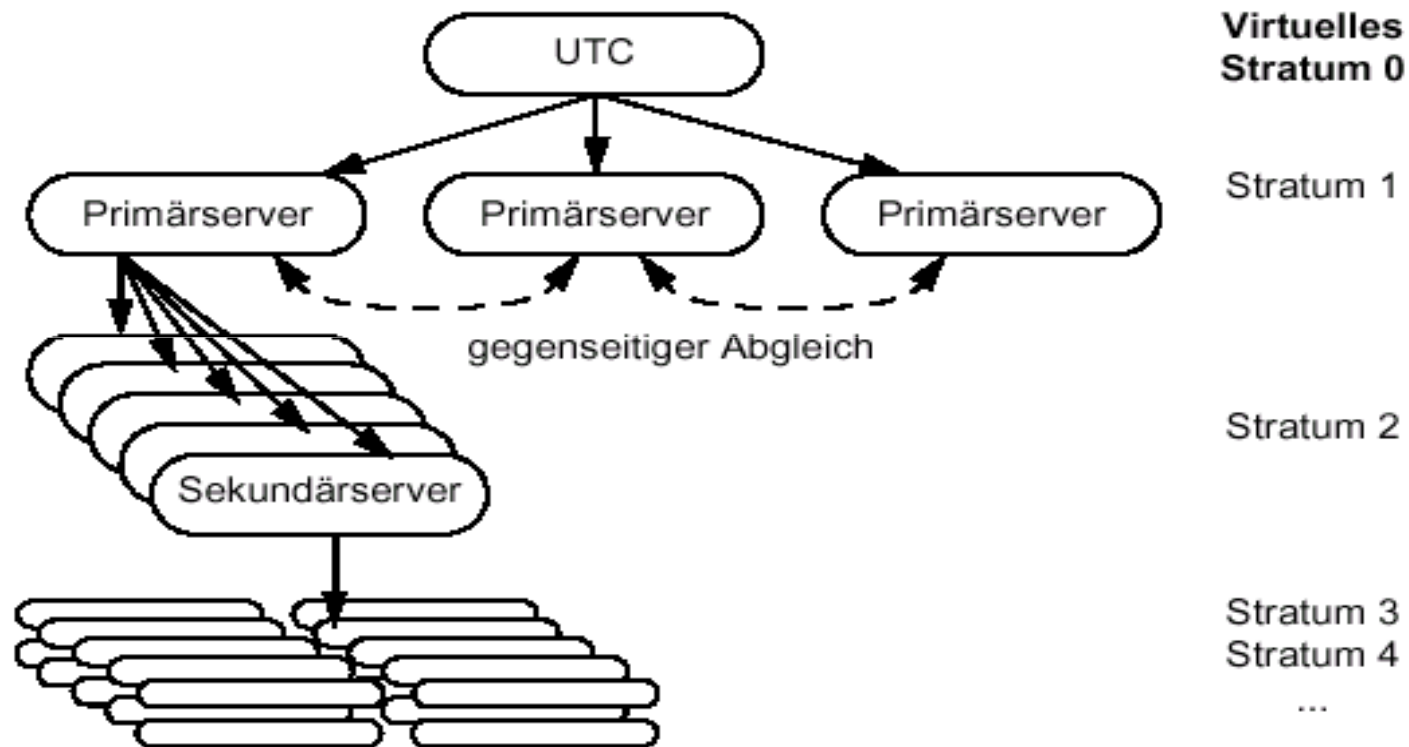 UTC
Virtuelles
Stratum 0
Primärserver
Primärserver
Primärserver
Stratum 1
gegenseitiger Abgleich
Stratum 2
Sekundärserver
Stratum 3
Stratum 4
...